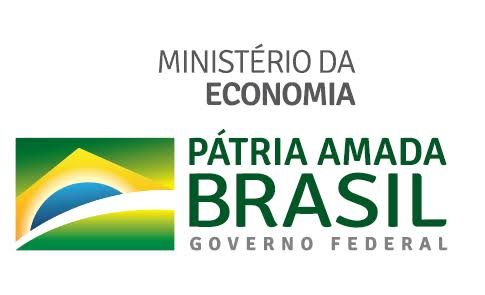 MINISTÉRIO DA
ECONOMIA
PÁTRIA AMADA
BRASIL
GOVERNO FEDERAL